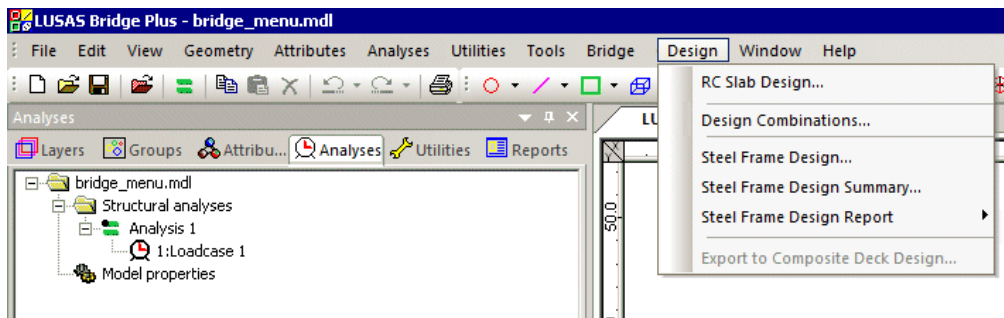 LUSAS Bridge Plus - bridge_menu.mdl
File Edit View Geometry Attributes Analyses Utilities Tools Bridge Design Window Help
RC Slab Design...
Design Combinations...
Steel Frame Design...
Steel Frame Design Summary...
Steel Frame Design Report
Export to Composite Deck Design...
Analyses
LU
Layers Groups Attribu... Analyses Utilities Reports
bridge_menu.mdl
Structural analyses
Analysis 1
1:Loadcase 1
Model properties
50.0